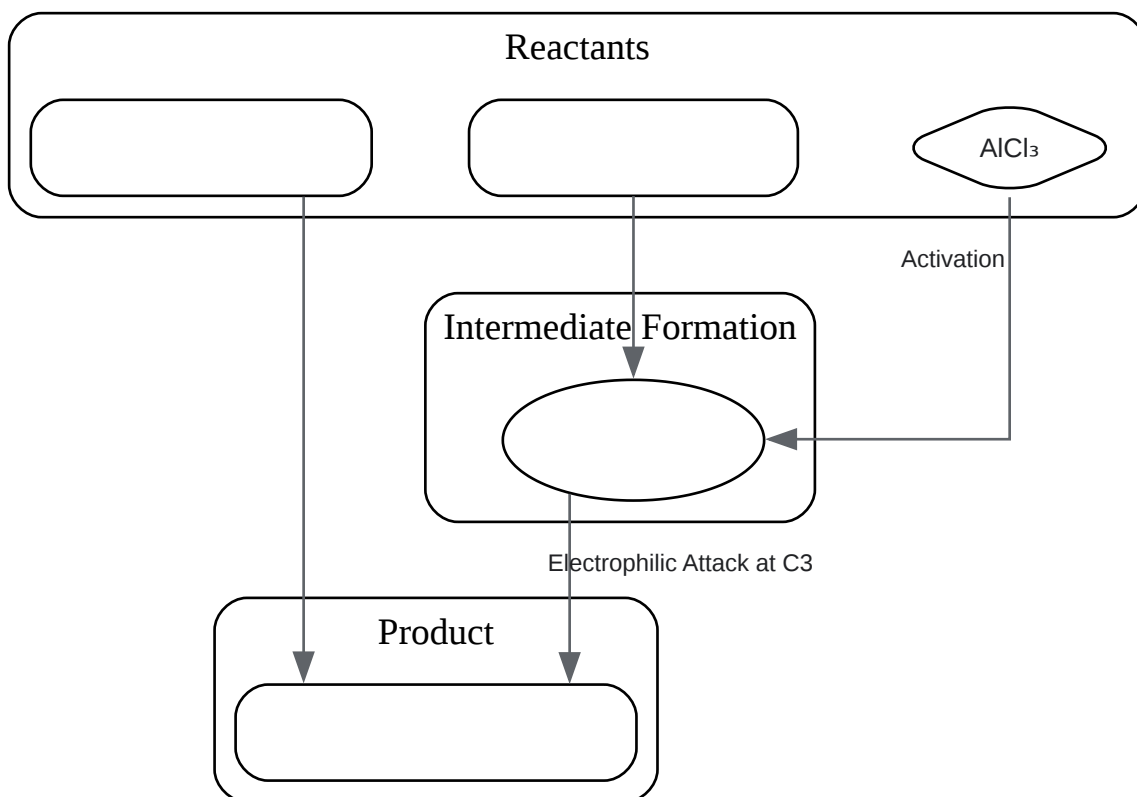 Reactants
AlCl₃
Activation
Intermediate Formation
Electrophilic Attack at C3
Product